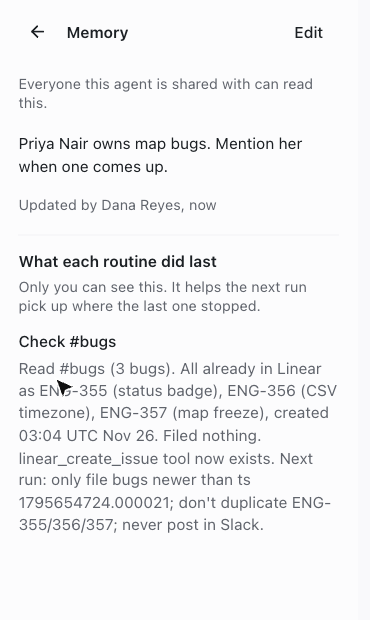 Memory
Edit
Everyone this agent is shared with can read
this.
Priya Nair owns map bugs. Mention her
when one comes up.
Updated by Dana Reyes, now
What each routine did last
Only you can see this. It helps the next run
pick up where the last one stopped.
Check #bugs
Read #bugs (3 bugs). All already in Linear
as ENG-355 (status badge), ENG-356 (CSV
timezone), ENG-357 (map freeze), created
03:04 UTC Nov 26. Filed nothing.
linear_create_issue tool now exists. Next
run: only file bugs newer than ts
1795654724.000021; don't duplicate ENG-
355/356/357; never post in Slack.